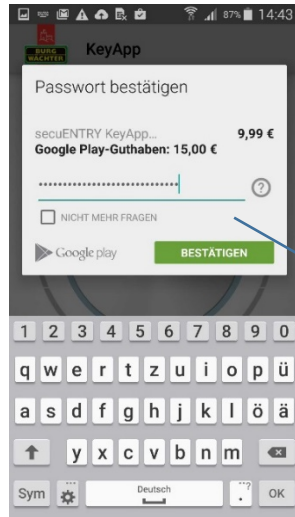 87% 14:43
BURG
WÄCHTER
KeyApp
Passwort bestätigen
secuENTRY KeyApp... 9,99 €
Google Play-Guthaben: 15,00 €
?
NICHT MEHR FRAGEN
Google play BESTÄTIGEN
1 2 3 4 5 6 7 8 9 0
q w e r t z u i o p ü
a s d f g h j k l ö ä
y x c v b n m
Sym Deutsch . ...? OK